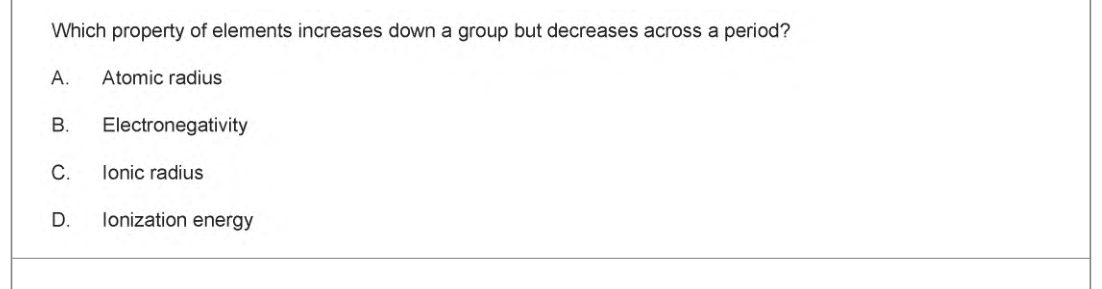 Which property of elements increases down a group but decreases across a period?
A. Atomic radius
B. Electronegativity
C. Ionic radius
D. Ionization energy